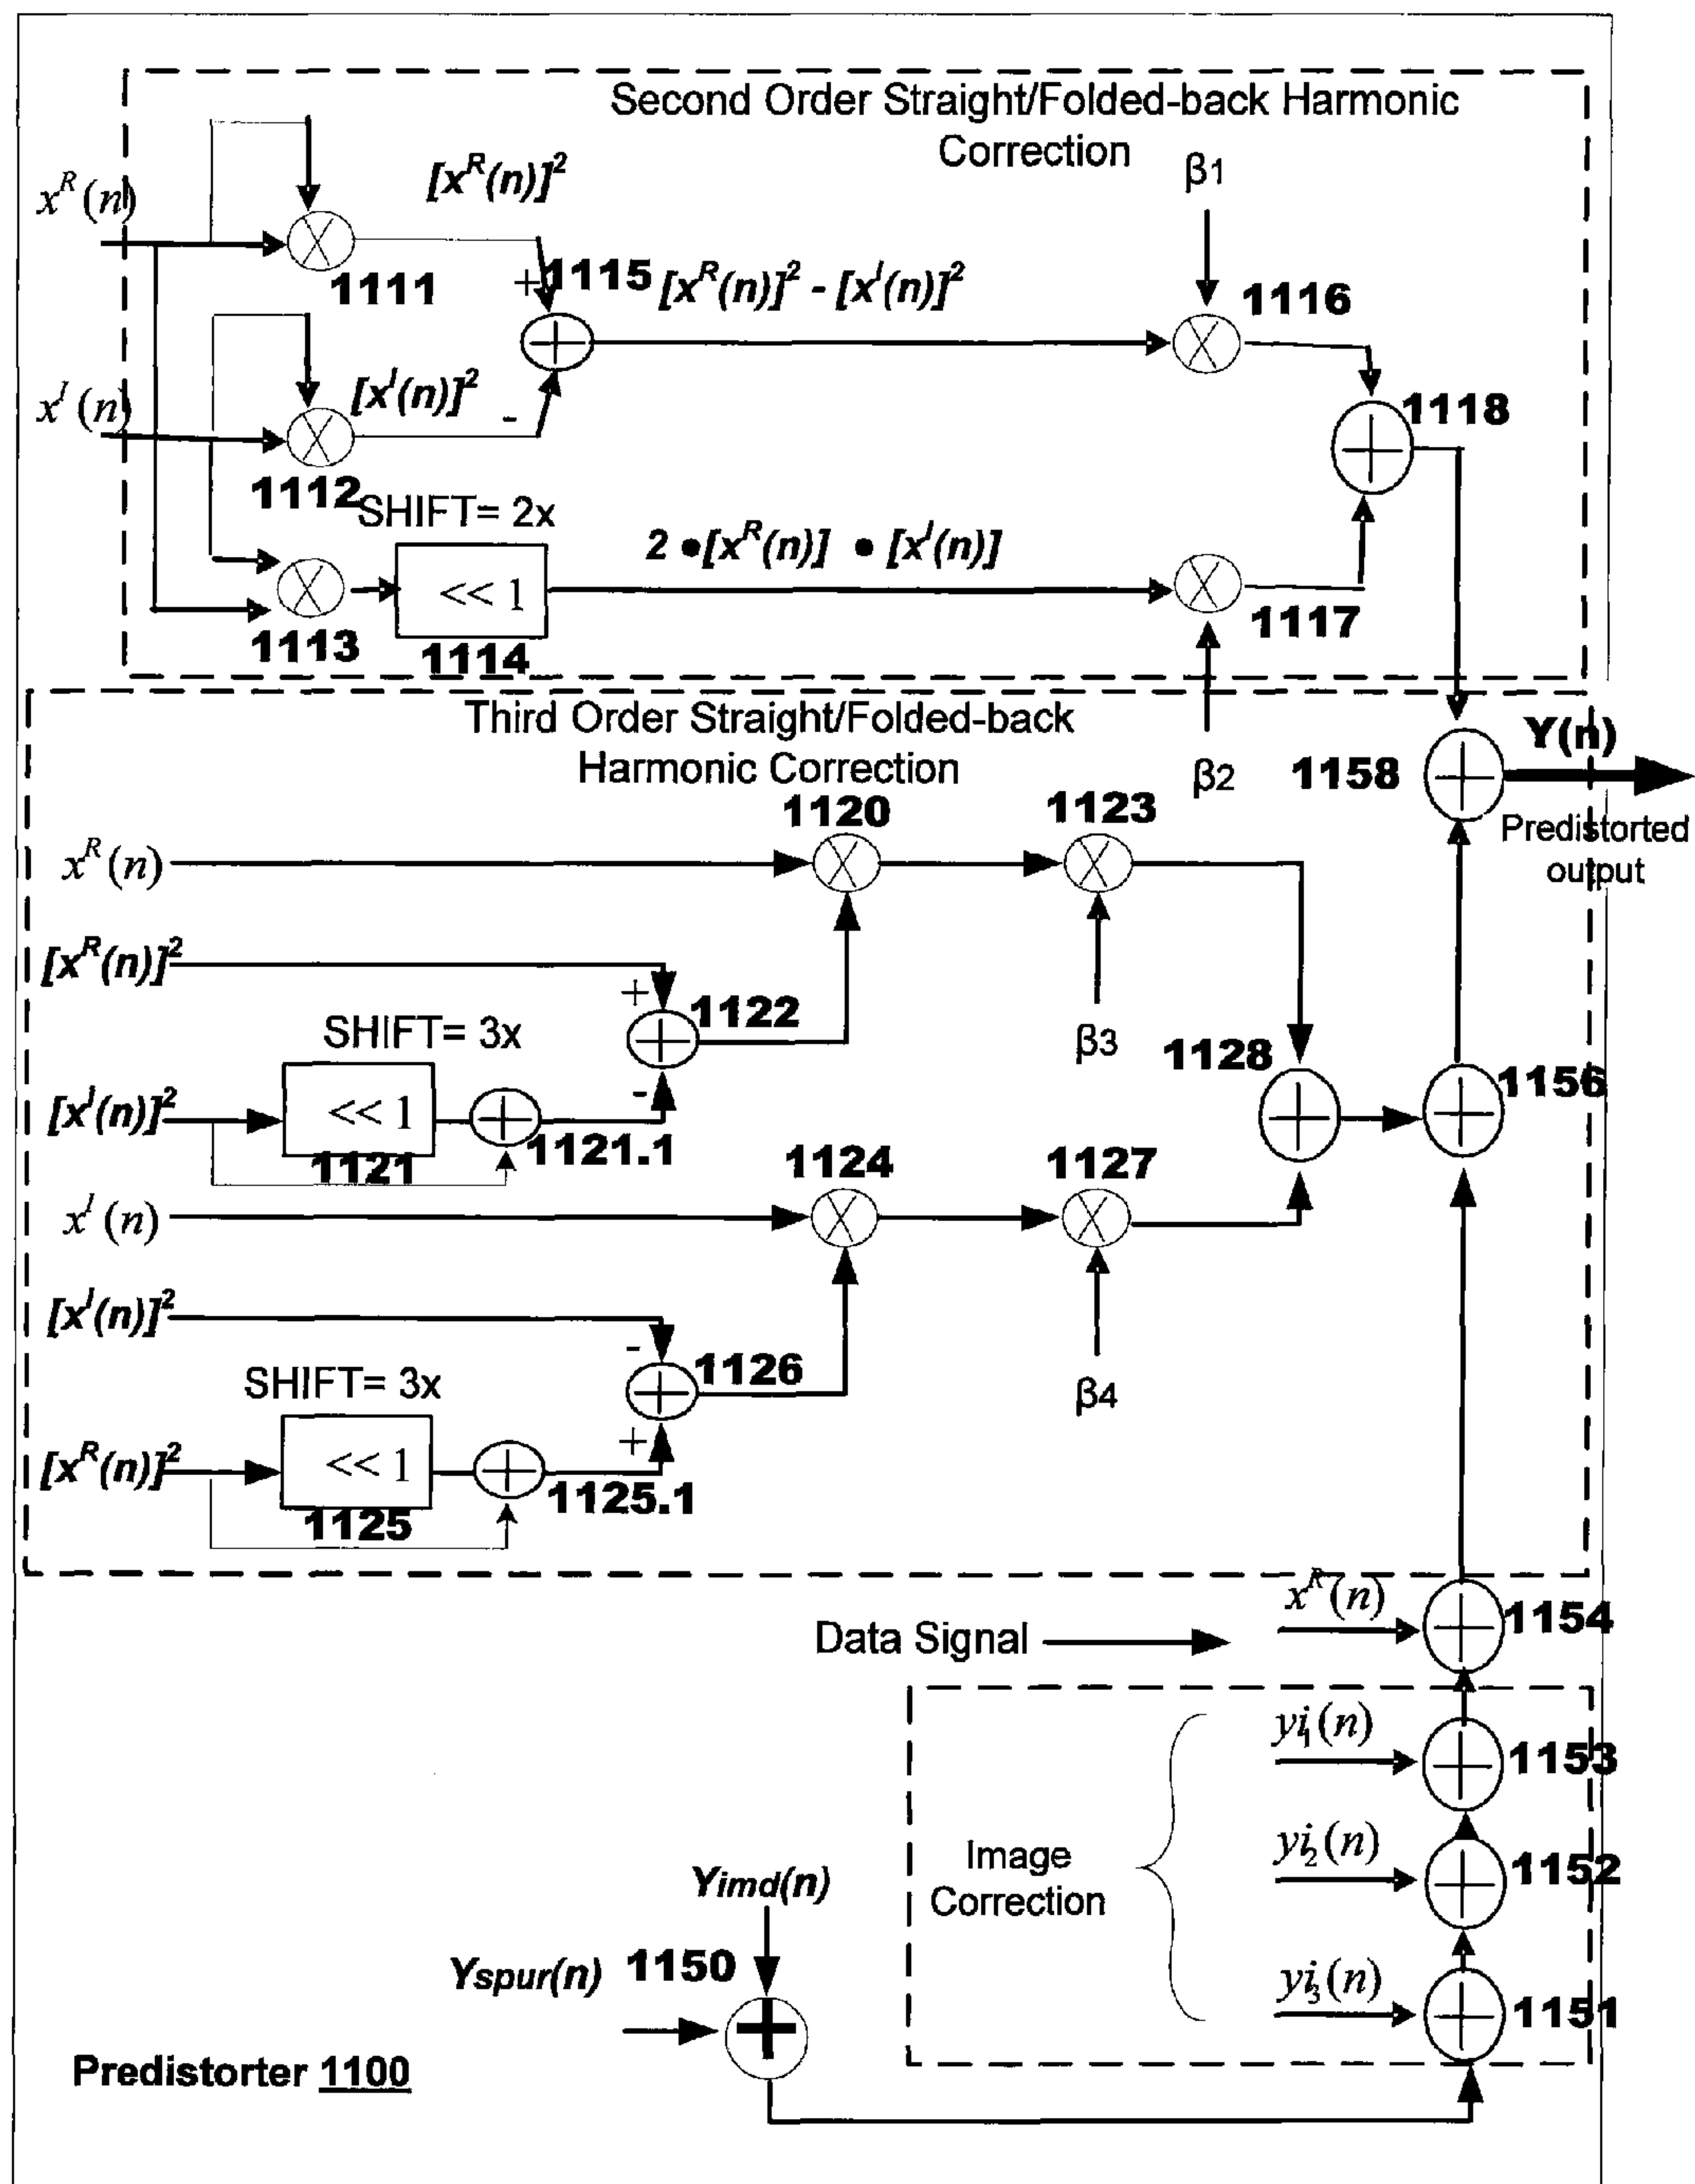 Second Order Straight/Folded-back Harmonic
Correction
x^R(n)
[x^R(n)]^2
β1
1111
+
1115
[x^R(n)]^2 - [x^I(n)]^2
1116
x^I(n)
[x^I(n)]^2
-
1118
1112
SHIFT= 2x
2 •[x^R(n)] • [x^I(n)]
<< 1
1113
1114
1117
β2
Third Order Straight/Folded-back
Harmonic Correction
1120
1123
1158
Y(n)
Predistorted
output
x^R(n)
[x^R(n)]^2
+
1122
SHIFT= 3x
β3
1128
1156
[x^I(n)]^2
<< 1
-
1121
1121.1
1124
1127
x^I(n)
[x^I(n)]^2
-
1126
SHIFT= 3x
β4
+
[x^R(n)]^2
<< 1
1125
1125.1
x^R(n)
1154
Data Signal
yi_1(n)
1153
Image
Correction
yi_2(n)
1152
Yimd(n)
Yspur(n)
1150
yi_3(n)
1151
Predistorter 1100